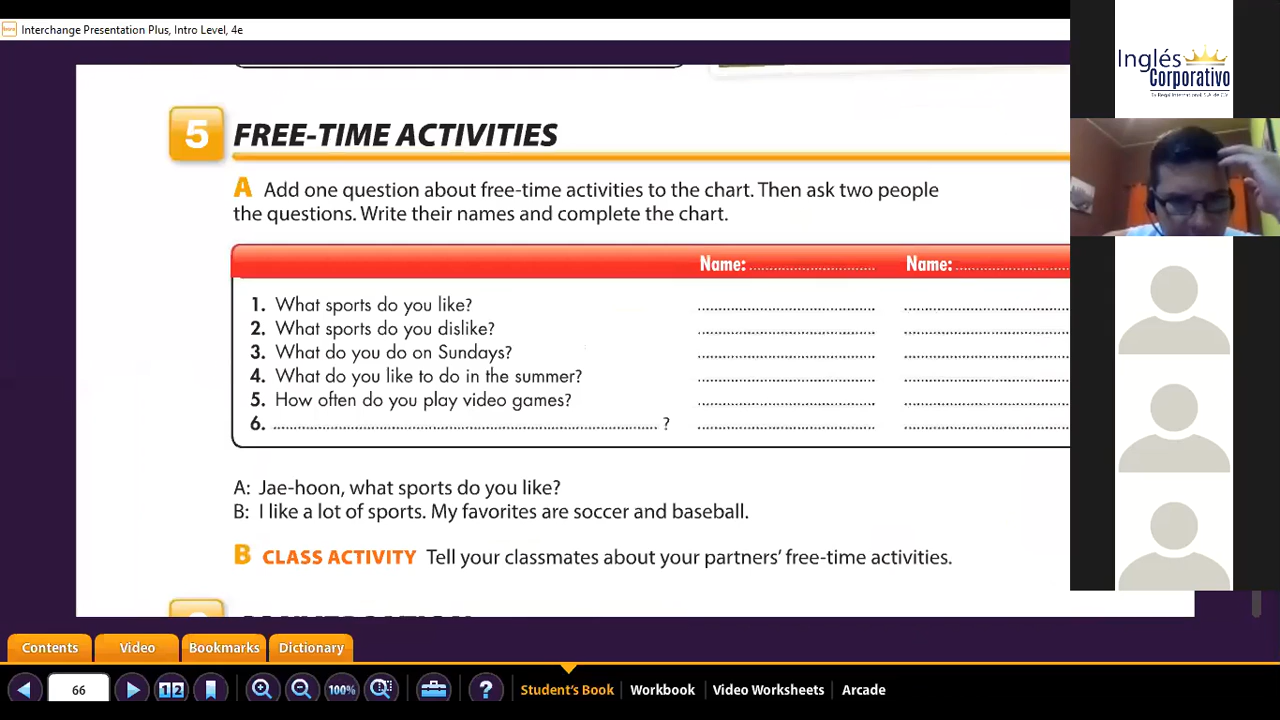 Interchange Presentation Plus, Intro Level, 4e
Inglés
Corporativo
5 FREE-TIME ACTIVITIES
A Add one question about free-time activities to the chart. Then ask two people
the questions. Write their names and complete the chart.
Name: Name:
1. What sports do you like?
2. What sports do you dislike?
3. What do you do on Sundays?
4. What do you like to do in the summer?
5. How often do you play video games?
6. ?
A: Jae-hoon, what sports do you like?
B: I like a lot of sports. My favorites are soccer and baseball.
B CLASS ACTIVITY Tell your classmates about your partners' free-time activities.
Contents Video Bookmarks Dictionary
66 1 2 100% ? Student's Book Workbook Video Worksheets Arcade